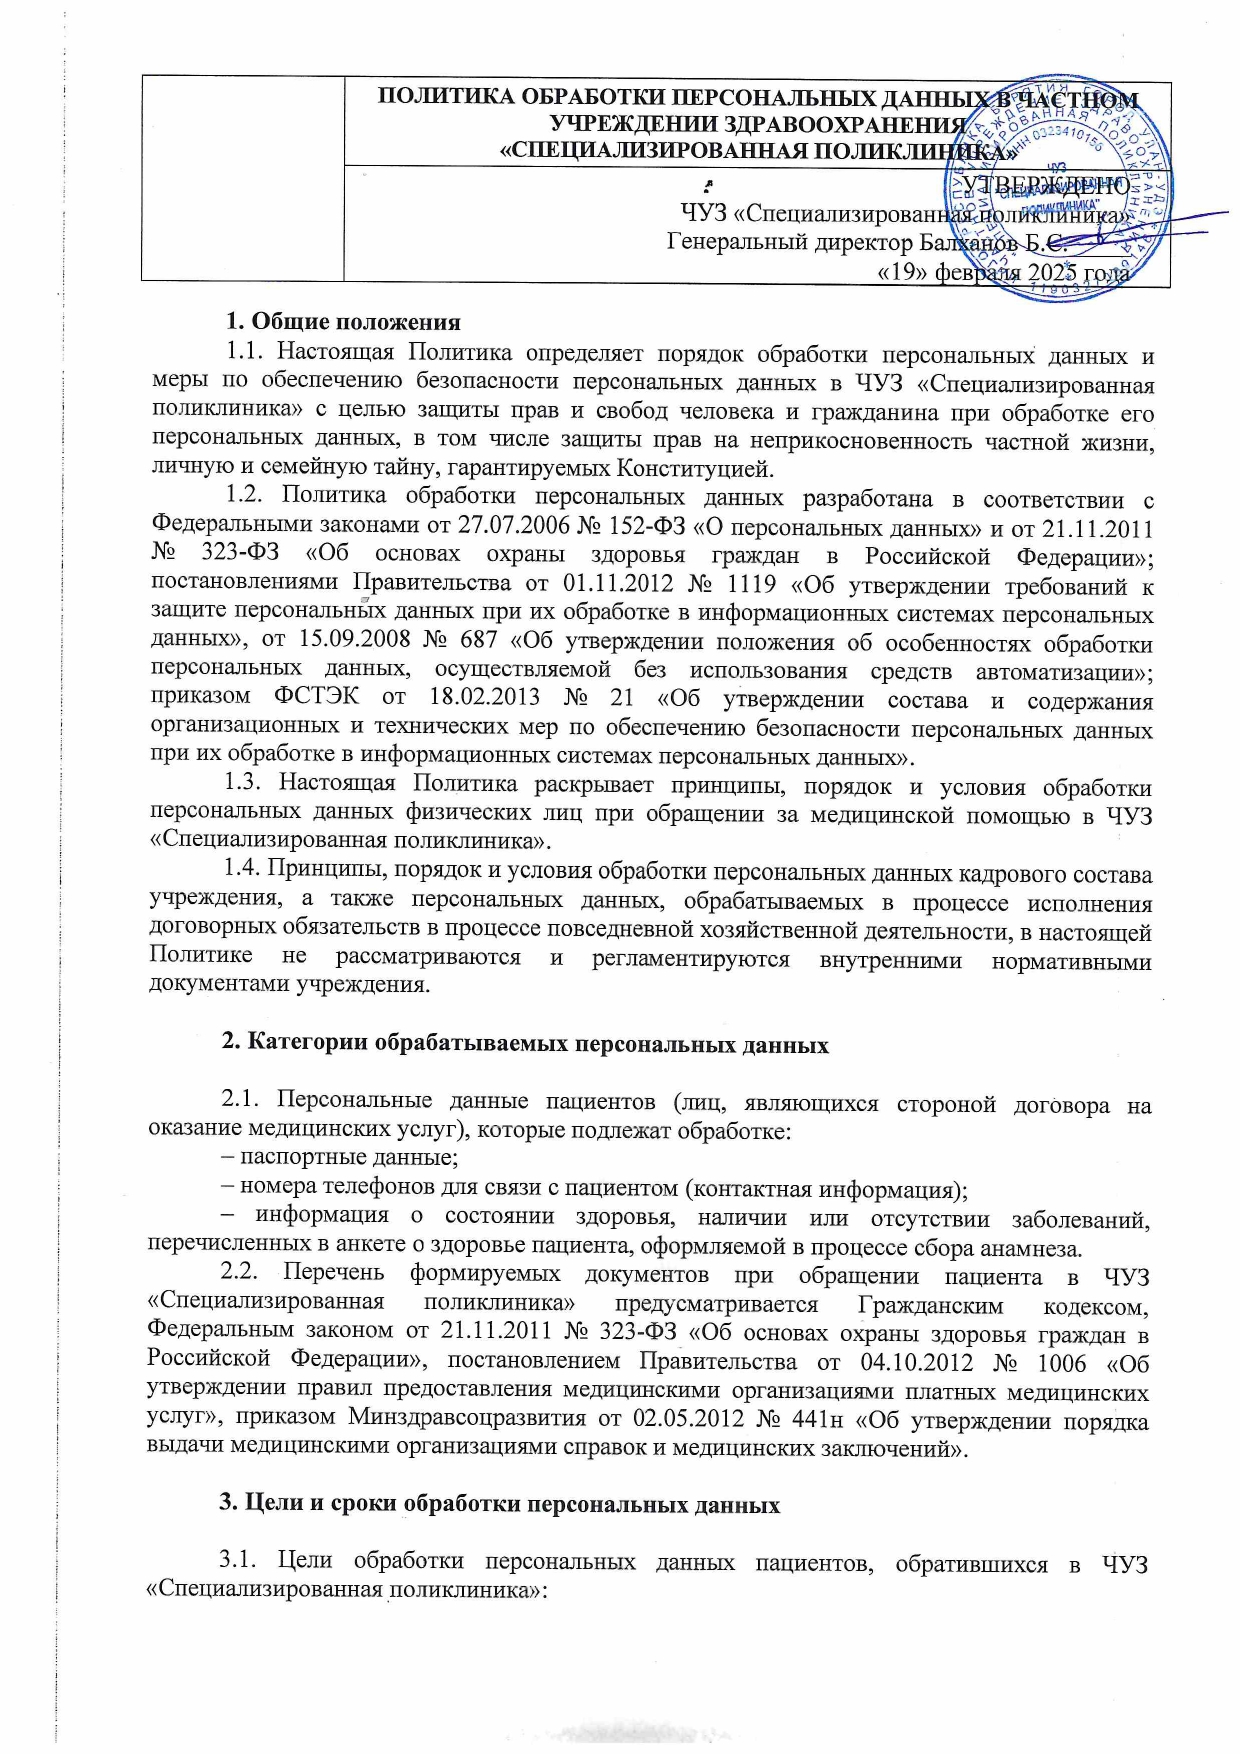 ПОЛИТИКА ОБРАБОТКИ ПЕРСОНАЛЬНЫХ ДАННЫХ В ЧАСТНОМ
УЧРЕЖДЕНИИ ЗДРАВООХРАНЕНИЯ
«СПЕЦИАЛИЗИРОВАННАЯ ПОЛИКЛИНИКА»
УТВЕРЖДЕНО
ЧУЗ «Специализированная поликлиника»
Генеральный директор Балханов Б.С.
«19» февраля 2025 года
ИНН 0323410156
ЧУЗ
"СПЕЦИАЛИЗИРОВАННАЯ
ПОЛИКЛИНИКА"
1. Общие положения
1.1. Настоящая Политика определяет порядок обработки персональных данных и
меры по обеспечению безопасности персональных данных в ЧУЗ «Специализированная
поликлиника» с целью защиты прав и свобод человека и гражданина при обработке его
персональных данных, в том числе защиты прав на неприкосновенность частной жизни,
личную и семейную тайну, гарантируемых Конституцией.
1.2. Политика обработки персональных данных разработана в соответствии с
Федеральными законами от 27.07.2006 № 152-ФЗ «О персональных данных» и от 21.11.2011
№ 323-ФЗ «Об основах охраны здоровья граждан в Российской Федерации»;
постановлениями Правительства от 01.11.2012 № 1119 «Об утверждении требований к
защите персональных данных при их обработке в информационных системах персональных
данных», от 15.09.2008 № 687 «Об утверждении положения об особенностях обработки
персональных данных, осуществляемой без использования средств автоматизации»;
приказом ФСТЭК от 18.02.2013 № 21 «Об утверждении состава и содержания
организационных и технических мер по обеспечению безопасности персональных данных
при их обработке в информационных системах персональных данных».
1.3. Настоящая Политика раскрывает принципы, порядок и условия обработки
персональных данных физических лиц при обращении за медицинской помощью в ЧУЗ
«Специализированная поликлиника».
1.4. Принципы, порядок и условия обработки персональных данных кадрового состава
учреждения, а также персональных данных, обрабатываемых в процессе исполнения
договорных обязательств в процессе повседневной хозяйственной деятельности, в настоящей
Политике не рассматриваются и регламентируются внутренними нормативными
документами учреждения.
2. Категории обрабатываемых персональных данных
2.1. Персональные данные пациентов (лиц, являющихся стороной договора на
оказание медицинских услуг), которые подлежат обработке:
– паспортные данные;
– номера телефонов для связи с пациентом (контактная информация);
– информация о состоянии здоровья, наличии или отсутствии заболеваний,
перечисленных в анкете о здоровье пациента, оформляемой в процессе сбора анамнеза.
2.2. Перечень формируемых документов при обращении пациента в ЧУЗ
«Специализированная поликлиника» предусматривается Гражданским кодексом,
Федеральным законом от 21.11.2011 № 323-ФЗ «Об основах охраны здоровья граждан в
Российской Федерации», постановлением Правительства от 04.10.2012 № 1006 «Об
утверждении правил предоставления медицинскими организациями платных медицинских
услуг», приказом Минздравсоцразвития от 02.05.2012 № 441н «Об утверждении порядка
выдачи медицинскими организациями справок и медицинских заключений».
3. Цели и сроки обработки персональных данных
3.1. Цели обработки персональных данных пациентов, обратившихся в ЧУЗ
«Специализированная поликлиника»: